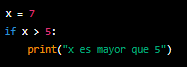 x = 7
if x > 5:
    print("x es mayor que 5")